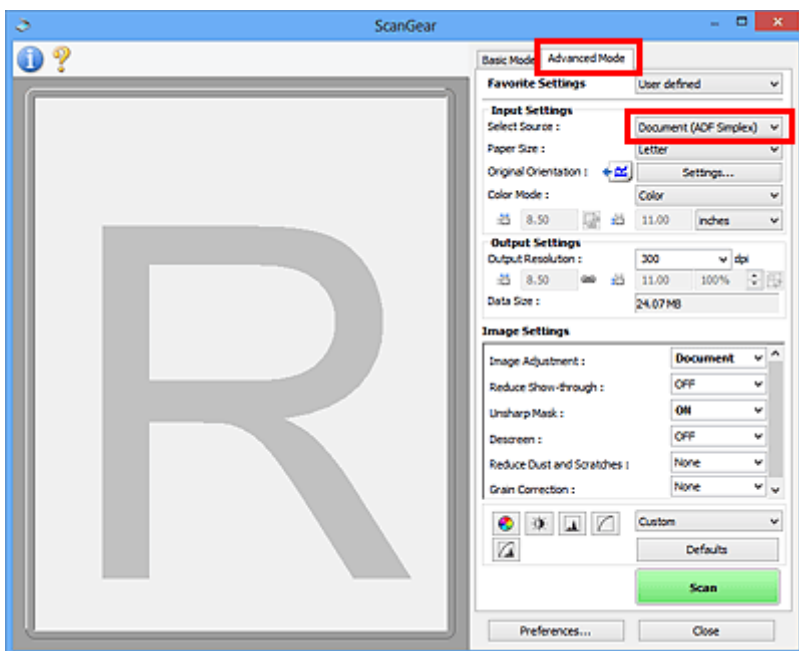 ScanGear
Basic Mode Advanced Mode
Favorite Settings User defined
Input Settings
Select Source : Document (ADF Simplex)
Paper Size : Letter
Original Orientation : Settings...
Color Mode : Color
8.50 11.00 inches
Output Settings
Output Resolution : 300 dpi
8.50 11.00 100%
Data Size : 24.07 MB
Image Settings
Image Adjustment : Document
Reduce Show-through : OFF
Unsharp Mask : ON
Descreen : OFF
Reduce Dust and Scratches : None
Grain Correction : None
Custom
Defaults
Scan
Preferences... Close
R